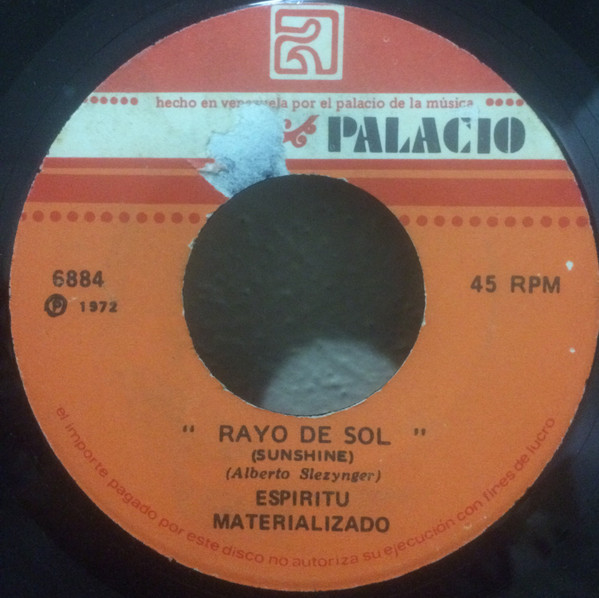 hecho en venezuela por el palacio de la música
PALACIO
6884
℗ 1972
45 RPM
" RAYO DE SOL "
(SUNSHINE)
(Alberto Slezynger)
ESPIRITU
MATERIALIZADO
el importe pagado por este disco no autoriza su ejecución con fines de lucro